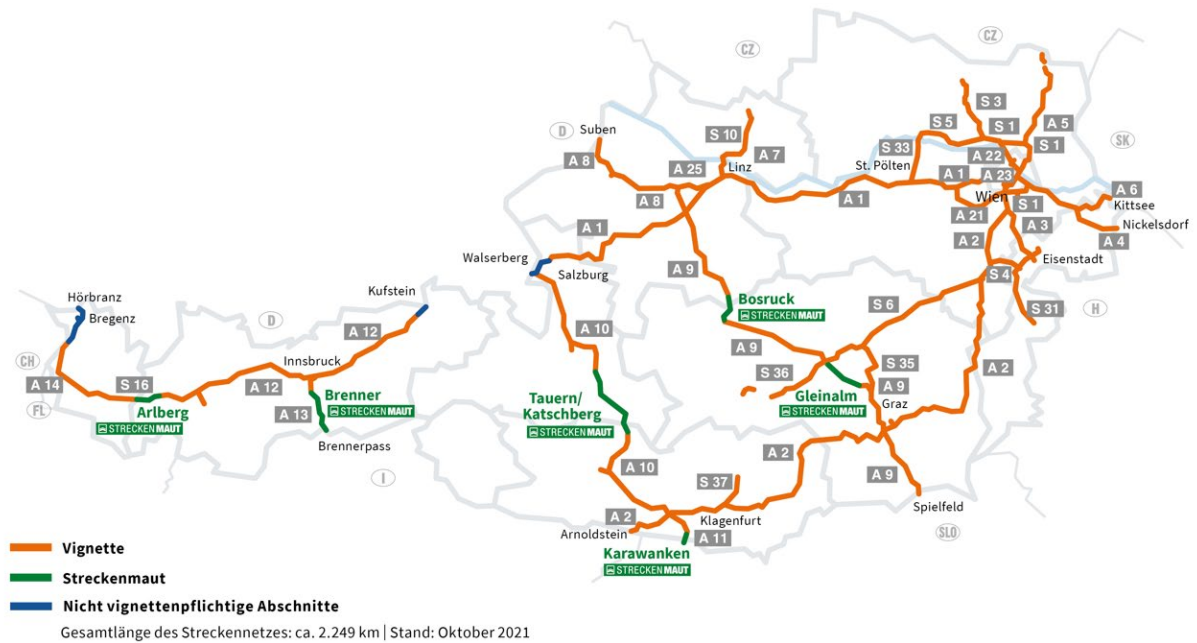 CZ
CZ
S 3
A 5
S 5
S 1
S 10
D
Suben
S 33
S 1
SK
A 7
A 22
A 8
A 25
Linz
St. Pölten
A 1
A 23
A 6
Wien
S 1
Kittsee
A 8
A 1
A 21
A 3
Nickelsdorf
A 1
A 2
A 4
Walserberg
Eisenstadt
Salzburg
A 9
S 4
Kufstein
Hörbranz
Bosruck
S 6
S 31
H
Bregenz
D
STRECKENMAUT
A 12
A 10
A 9
CH
Innsbruck
S 35
A 2
S 36
A 14
S 16
A 12
A 9
Brenner
Tauern/
Gleinalm
FL
Arlberg
A 13
STRECKENMAUT
Katschberg
STRECKENMAUT
Graz
STRECKENMAUT
STRECKENMAUT
Brennerpass
A 2
A 10
A 9
I
S 37
Spielfeld
A 2
Klagenfurt
Arnoldstein
A 11
SLO
Karawanken
STRECKENMAUT
Vignette
Streckenmaut
Nicht vignettenpflichtige Abschnitte
Gesamtlänge des Streckennetzes: ca. 2.249 km | Stand: Oktober 2021